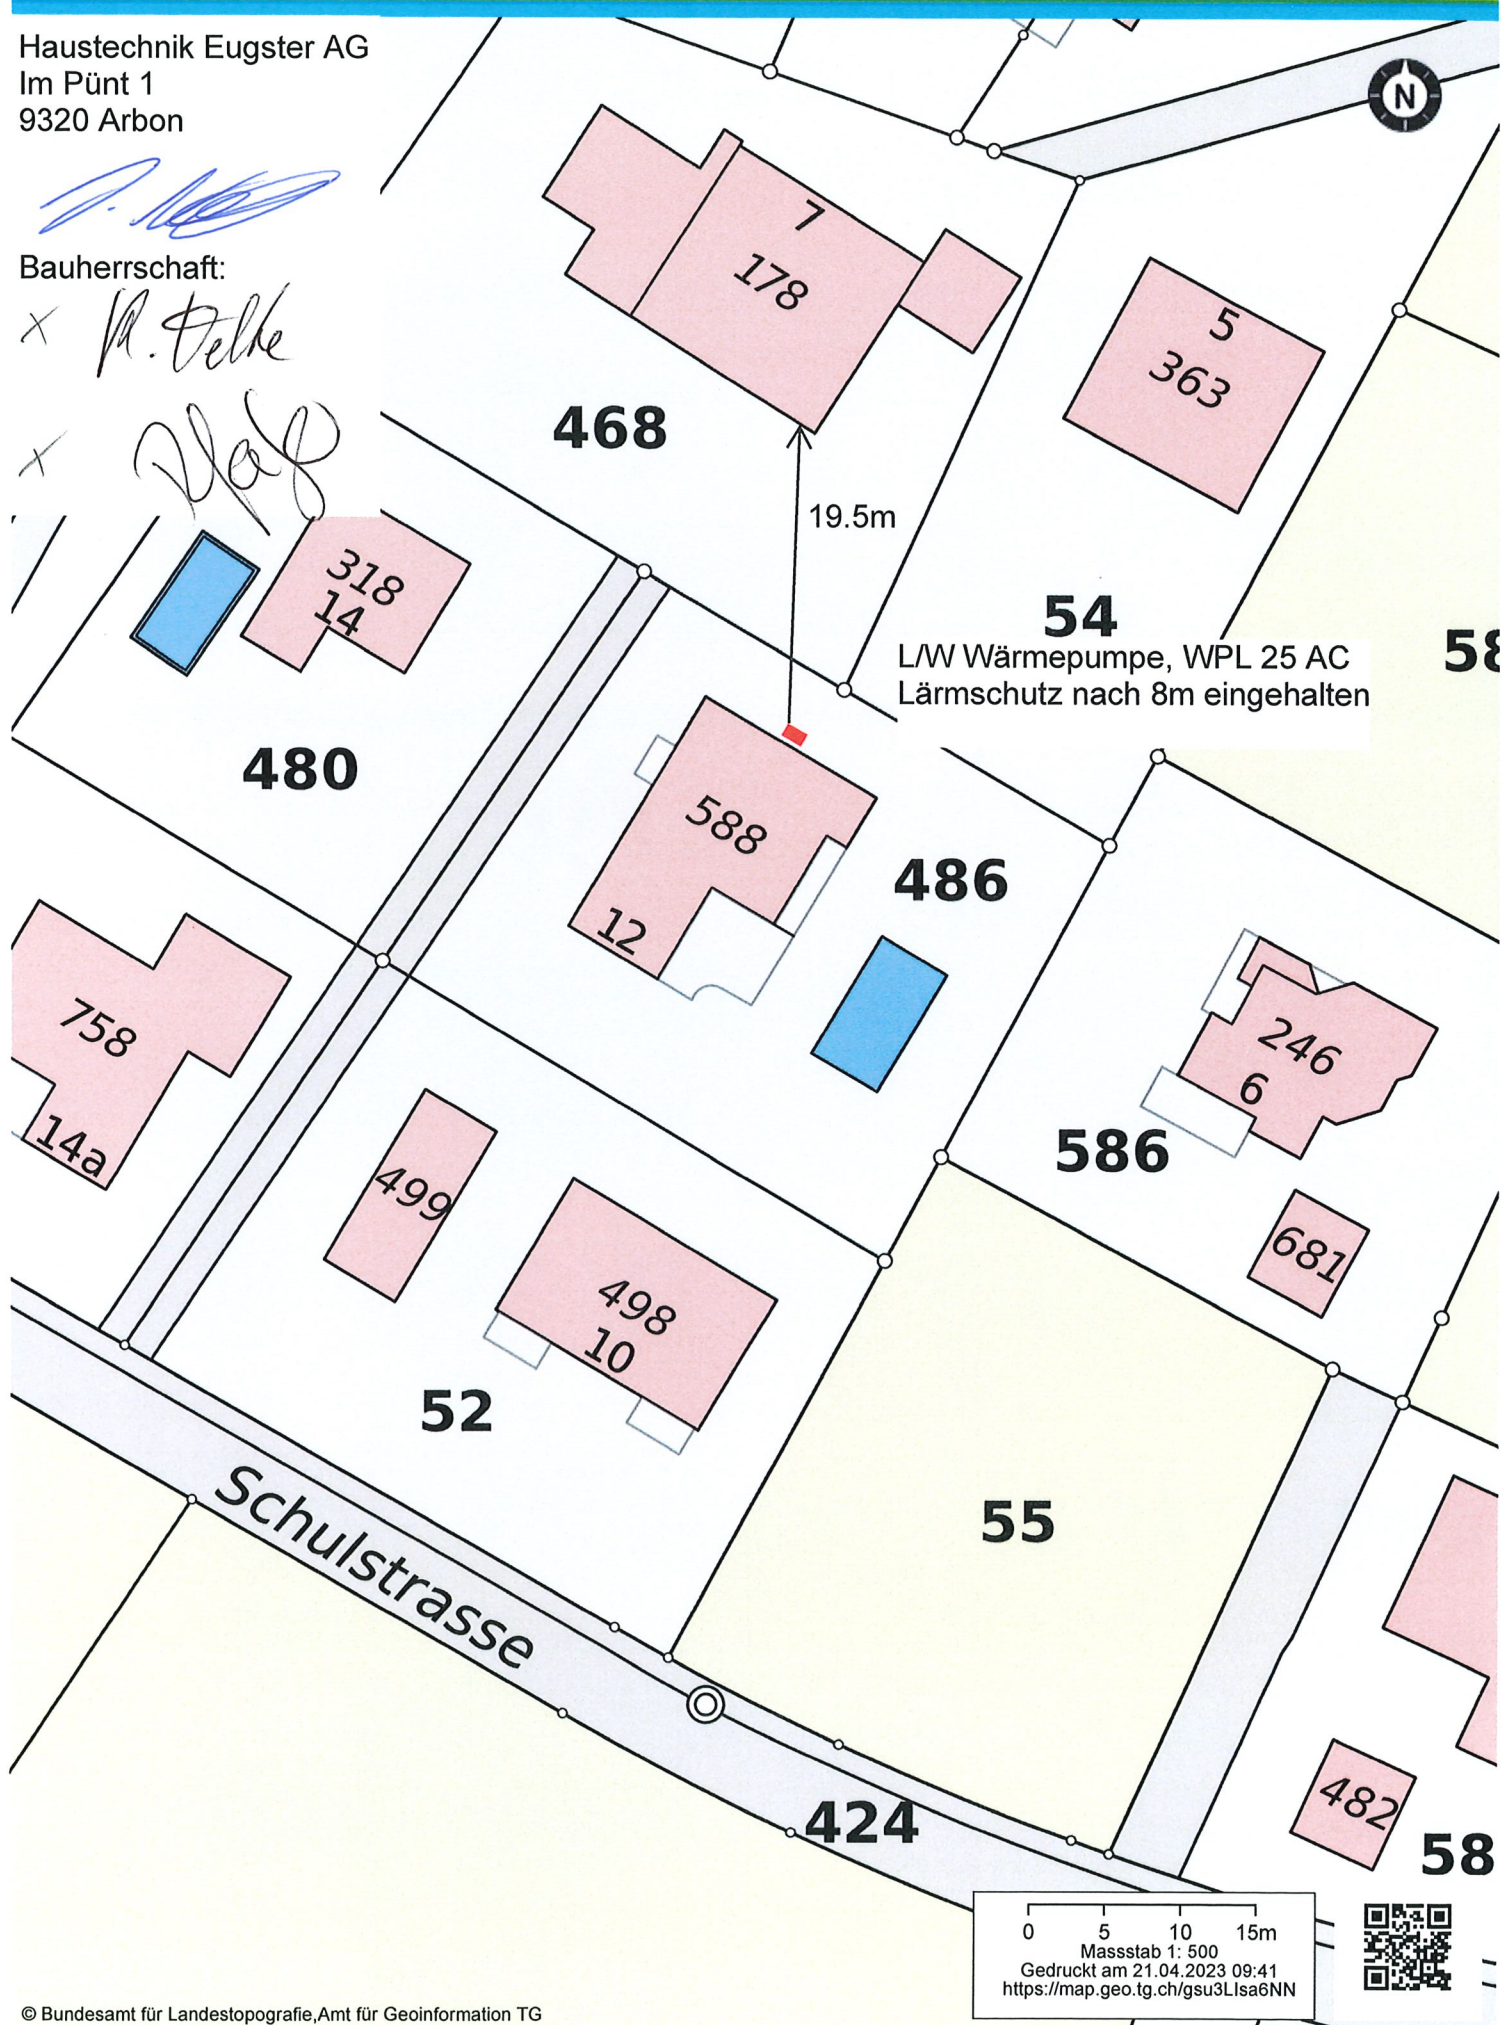 Haustechnik Eugster AG
Im Pünt 1
9320 Arbon
Bauherrschaft:
N
7
178
5
363
468
19.5m
318
14
54
58
L/W Wärmepumpe, WPL 25 AC
Lärmschutz nach 8m eingehalten
480
588
486
12
758
14a
246
6
586
499
681
498
10
52
55
Schulstrasse
424
482
58
0 5 10 15m
Massstab 1: 500
Gedruckt am 21.04.2023 09:41
https://map.geo.tg.ch/gsu3LIsa6NN
© Bundesamt für Landestopografie,Amt für Geoinformation TG